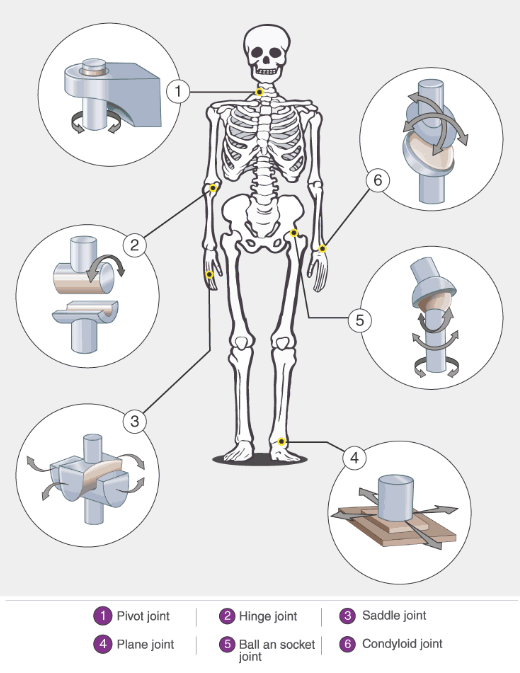 1
6
2
5
3
4
1 Pivot joint
2 Hinge joint
3 Saddle joint
4 Plane joint
5 Ball an socket
joint
6 Condyloid joint